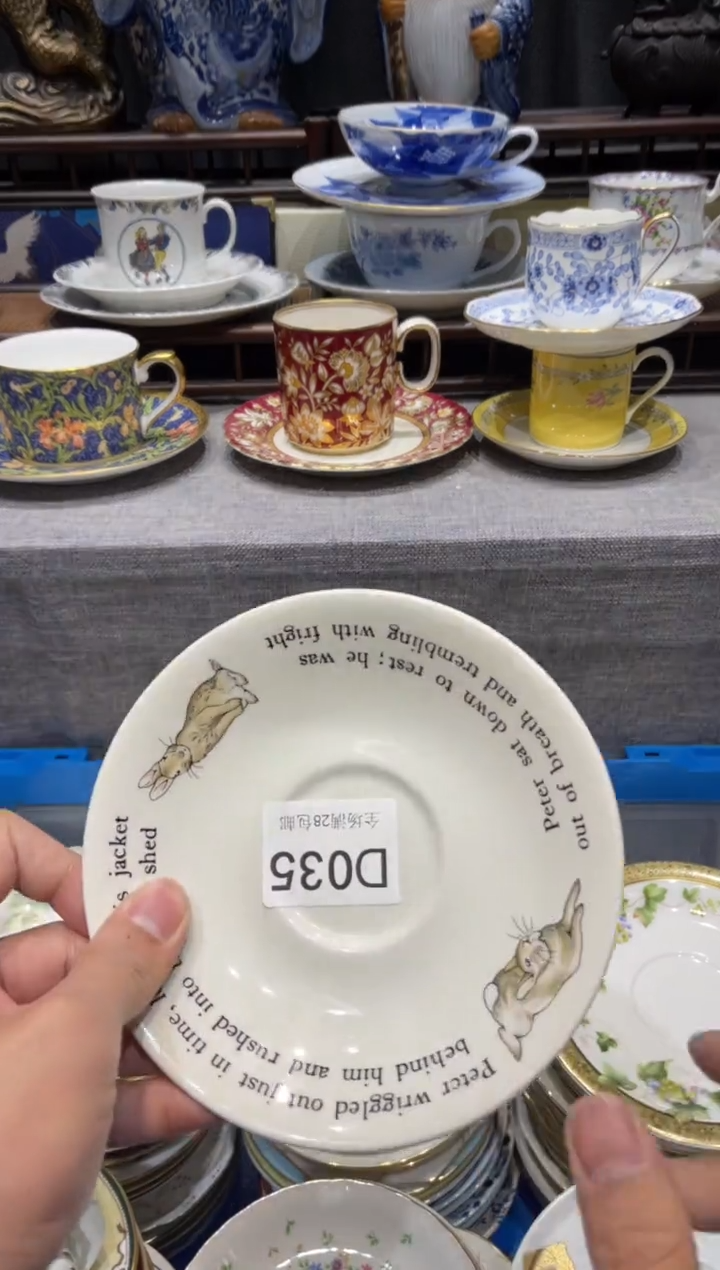 Peter sat down to rest; he was
out of breath and trembling with fright
Peter wriggled out just in time, jacket
behind him and rushed into shed
D035
全场满28包邮